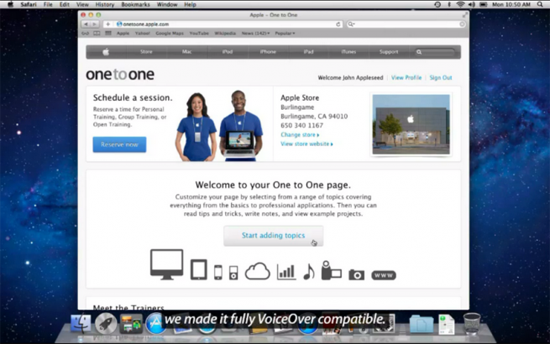 Safari File Edit View History Bookmarks Window Help
Mon 10:50 AM
Apple – One to One
onetoone.apple.com
Apple Yahoo! Google Maps YouTube Wikipedia News (342) Popular
Store Mac iPod iPhone iPad iTunes Support
onetoone
Welcome John Appleseed | View Profile | Sign Out
Schedule a session.
Reserve a time for Personal
Training, Group Training, or
Open Training.
Reserve now
Apple Store
Burlingame
Burlingame, CA 94010
650 340 1167
Change store
View store website
Welcome to your One to One page.
Customize your page by selecting from a range of topics covering
everything from the basics to professional applications. Then you can
read tips and tricks, write notes, and view example projects.
Start adding topics
www
Meet the Trainers
we made it fully VoiceOver compatible.